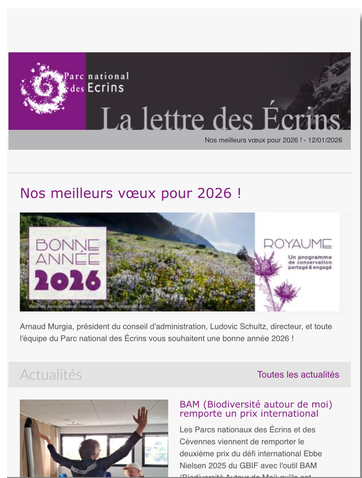 Parc national
des Ecrins
La lettre des Écrins
Nos meilleurs vœux pour 2026 ! - 12/01/2026
Nos meilleurs vœux pour 2026 !
BONNE
ANNÉE
2026
ROYAUME
Un programme
de conservation
partagé & engagé
Arnaud Murgia, président du conseil d'administration, Ludovic Schultz, directeur, et toute
l'équipe du Parc national des Écrins vous souhaitent une bonne année 2026 !
Actualités
Toutes les actualités
BAM (Biodiversité autour de moi)
remporte un prix international
Les Parcs nationaux des Écrins et des
Cévennes viennent de remporter le
deuxième prix du défi international Ebbe
Nielsen 2025 du GBIF avec l'outil BAM